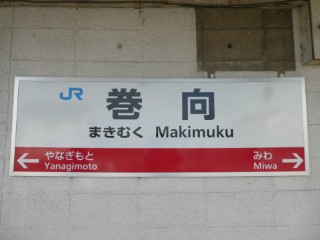 JR
巻向
まきむく Makimuku
← やなぎもと みわ →
Yanagimoto Miwa